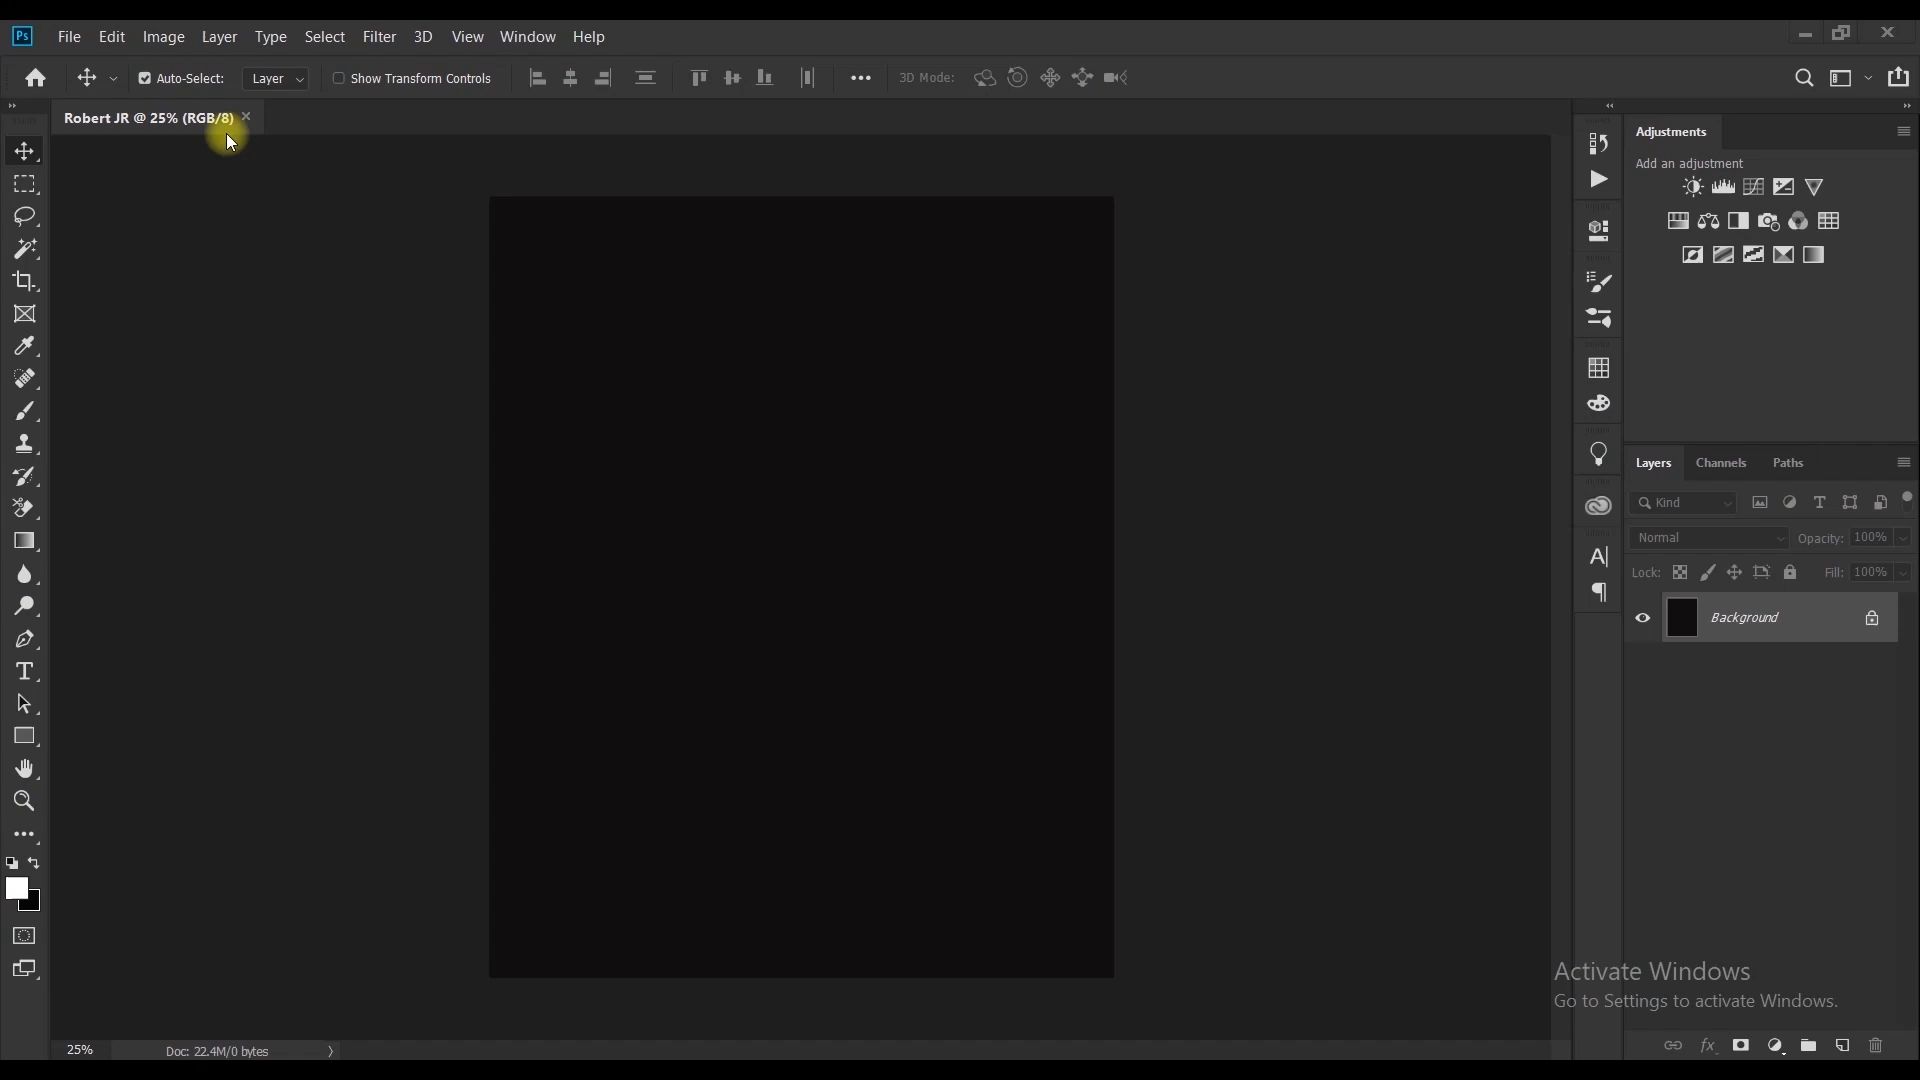 Ps File Edit Image Layer Type Select Filter 3D View Window Help
Auto-Select: Layer Show Transform Controls 3D Mode:
Robert JR @ 25% (RGB/8)
Adjustments
Add an adjustment
Layers Channels Paths
Kind
Normal Opacity: 100%
Lock: Fill: 100%
Background
Activate Windows
Go to Settings to activate Windows.
25% Doc: 22.4M/0 bytes